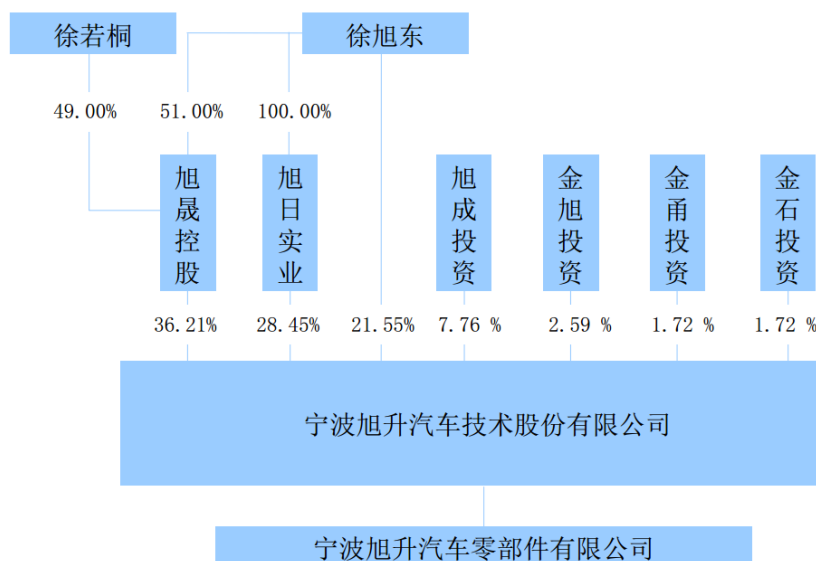 徐若桐
徐旭东
49.00%
51.00%
100.00%
旭晟控股
旭日实业
旭成投资
金旭投资
金甬投资
金石投资
36.21%
28.45%
21.55%
7.76 %
2.59 %
1.72 %
1.72 %
宁波旭升汽车技术股份有限公司
宁波旭升汽车零部件有限公司